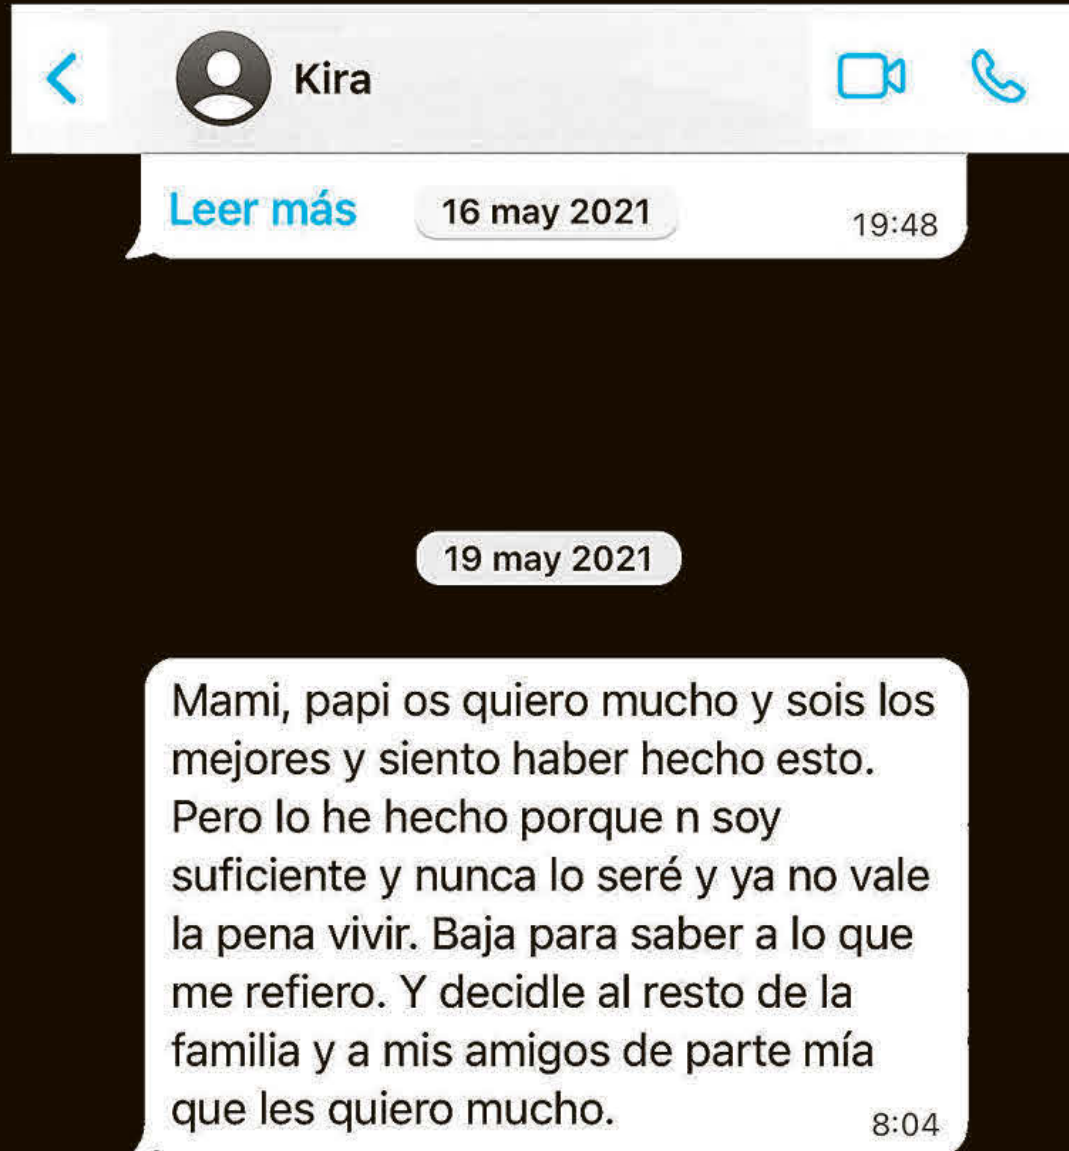 Kira
Leer más
16 may 2021
19:48
19 may 2021
Mami, papi os quiero mucho y sois los
mejores y siento haber hecho esto.
Pero lo he hecho porque n soy
suficiente y nunca lo seré y ya no vale
la pena vivir. Baja para saber a lo que
me refiero. Y decidle al resto de la
familia y a mis amigos de parte mía
que les quiero mucho.
8:04